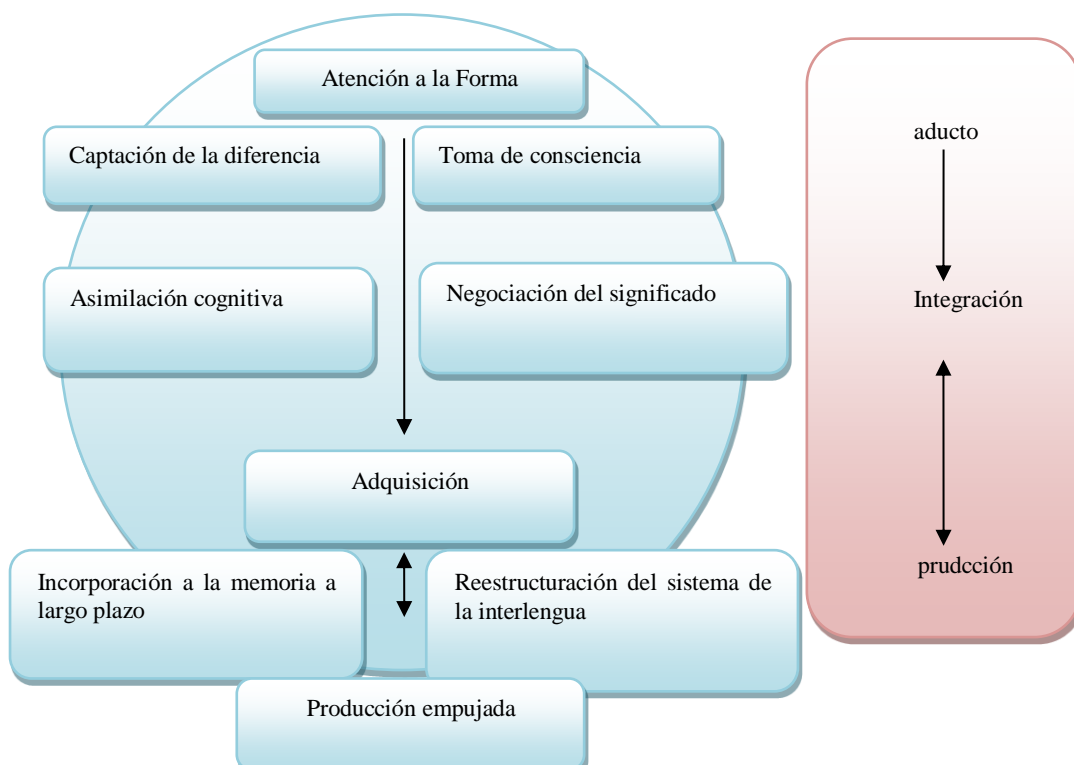 Atención a la Forma
Captación de la diferencia
Toma de consciencia
Asimilación cognitiva
Negociación del significado
Adquisición
Incorporación a la memoria a
largo plazo
Reestructuración del sistema de
la interlengua
Producción empujada
aducto
Integración
prudcción